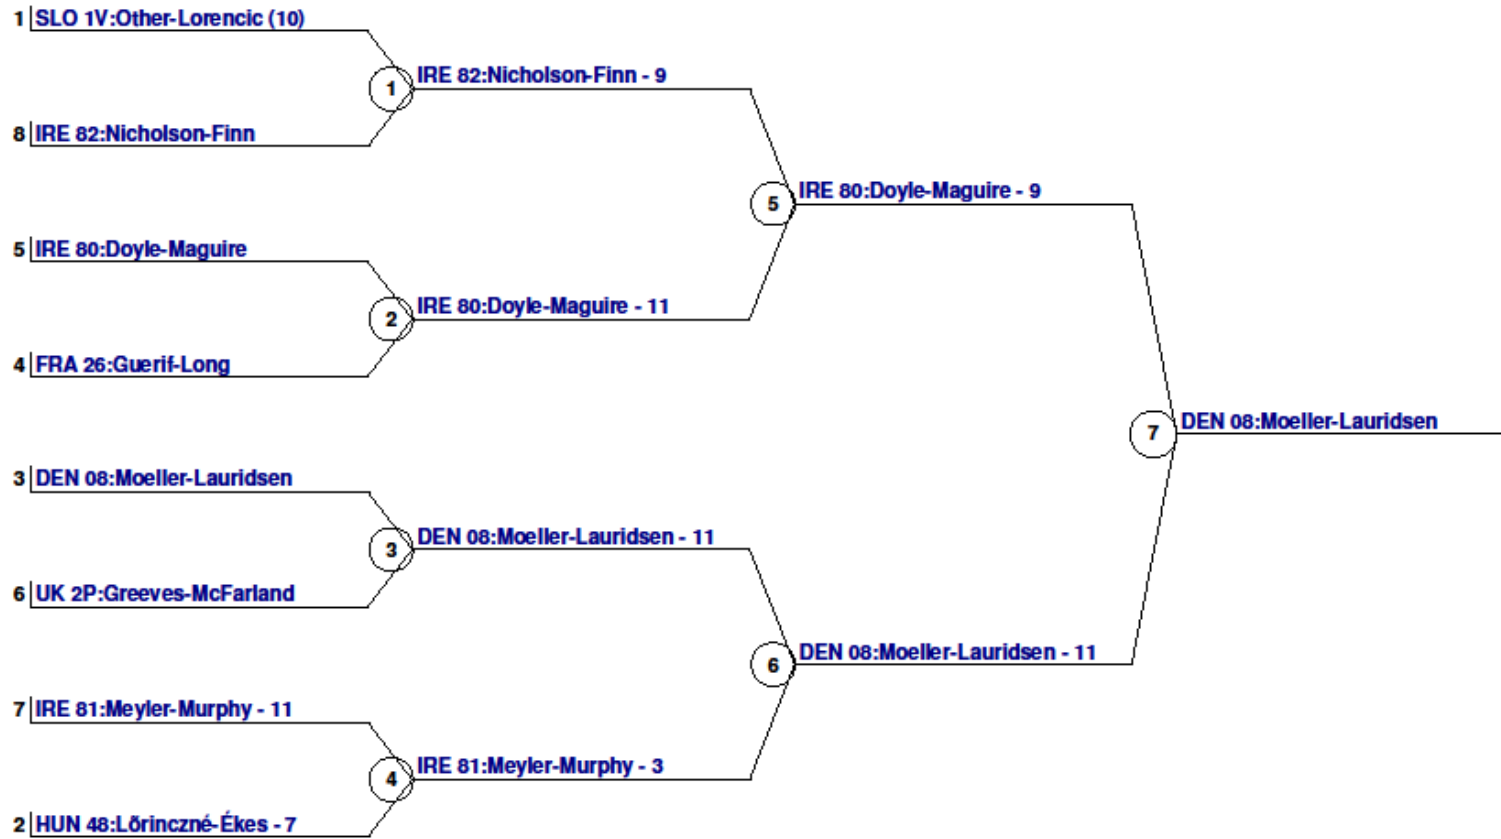 1 SLO 1V:Other-Lorencic (10)
1 IRE 82:Nicholson-Finn - 9
8 IRE 82:Nicholson-Finn
5 IRE 80:Doyle-Maguire - 9
5 IRE 80:Doyle-Maguire
2 IRE 80:Doyle-Maguire - 11
4 FRA 26:Guerif-Long
7 DEN 08:Moeller-Lauridsen
3 DEN 08:Moeller-Lauridsen
3 DEN 08:Moeller-Lauridsen - 11
6 UK 2P:Greeves-McFarland
6 DEN 08:Moeller-Lauridsen - 11
7 IRE 81:Meyler-Murphy - 11
4 IRE 81:Meyler-Murphy - 3
2 HUN 48:Lõrinczné-Ékes - 7